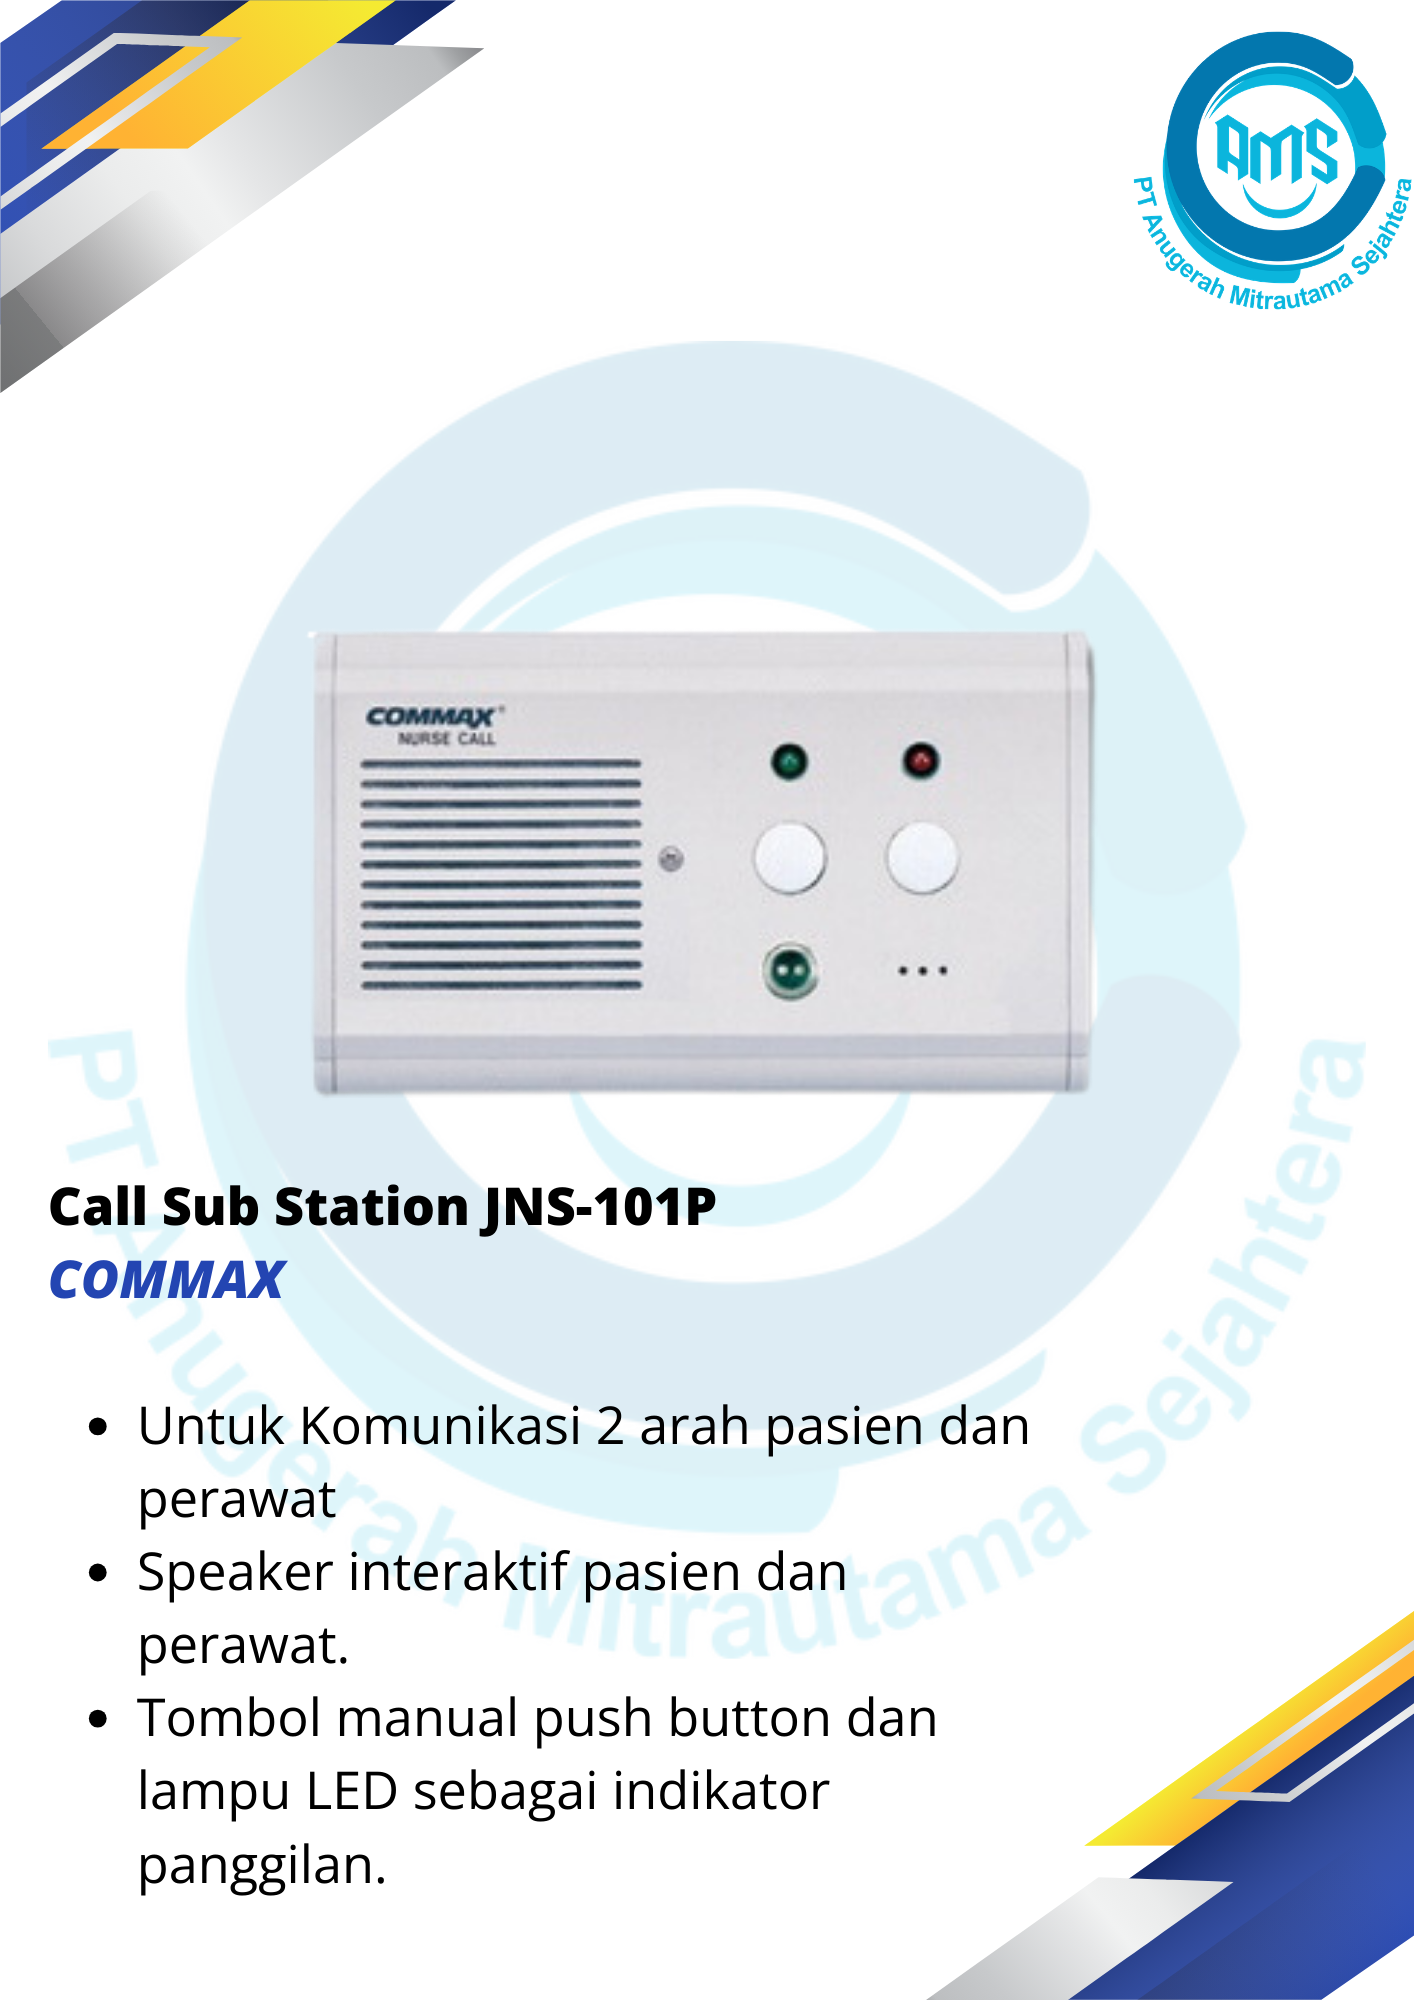 AMS
PT Anugerah Mitrautama Sejahtera
COMMAX®
NURSE CALL
PT Anugerah Mitrautama Sejahtera
Call Sub Station JNS-101P
COMMAX
• Untuk Komunikasi 2 arah pasien dan
perawat
• Speaker interaktif pasien dan
perawat.
• Tombol manual push button dan
lampu LED sebagai indikator
panggilan.